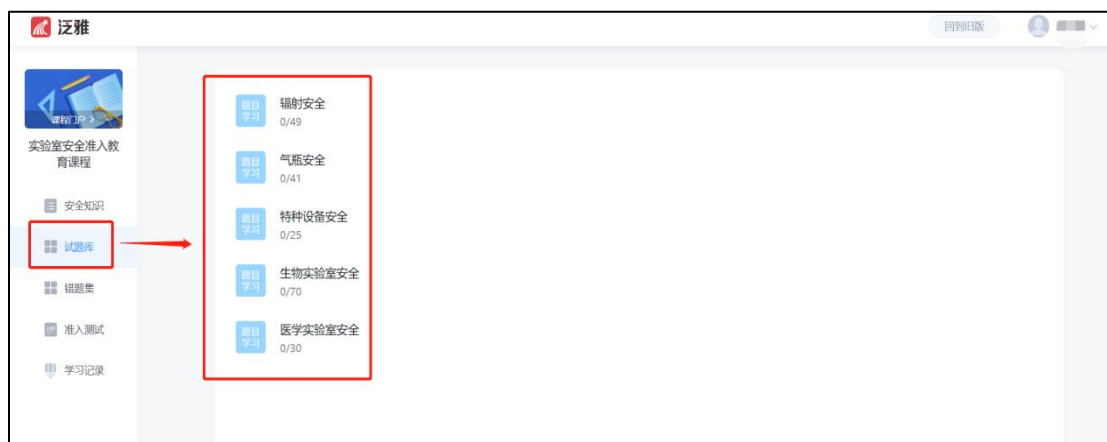 泛雅
回到旧版
课程门户 >
实验室安全准入教
育课程
安全知识
试题库
错题集
准入测试
学习记录
题目
学习
辐射安全
0/49
题目
学习
气瓶安全
0/41
题目
学习
特种设备安全
0/25
题目
学习
生物实验室安全
0/70
题目
学习
医学实验室安全
0/30